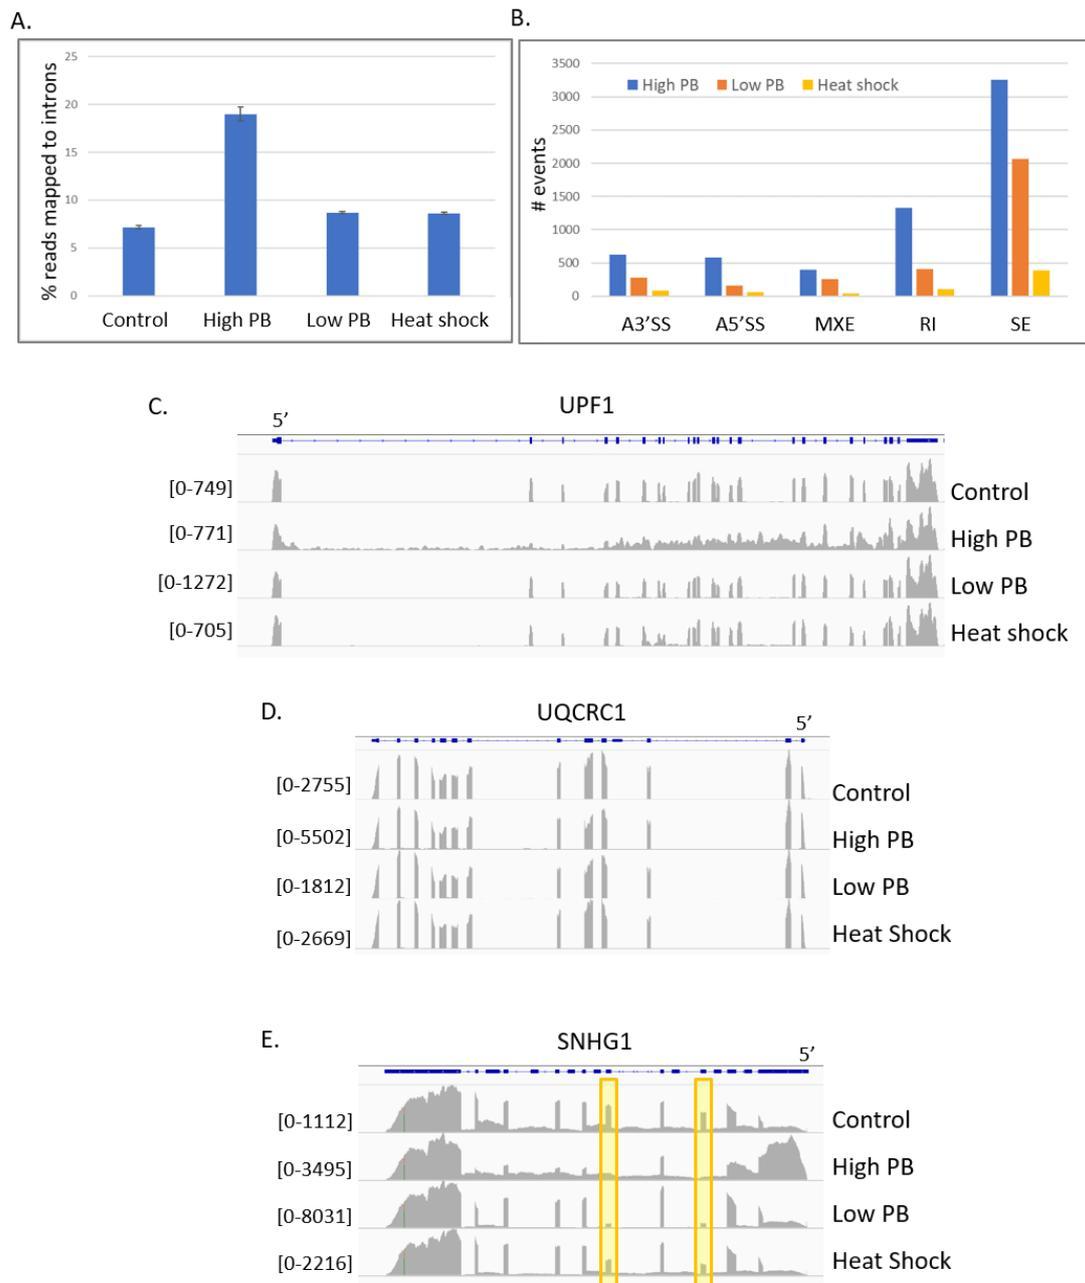 A.
B.
% reads mapped to introns
25
20
15
10
5
0
Control High PB Low PB Heat shock
# events
3500
3000
2500
2000
1500
1000
500
0
High PB Low PB Heat shock
A3’SS A5’SS MXE RI SE
C.
UPF1
5’
[0-749] Control
[0-771] High PB
[0-1272] Low PB
[0-705] Heat shock
D.
UQCRC1
5’
[0-2755] Control
[0-5502] High PB
[0-1812] Low PB
[0-2669] Heat Shock
E.
SNHG1
5’
[0-1112] Control
[0-3495] High PB
[0-8031] Low PB
[0-2216] Heat Shock